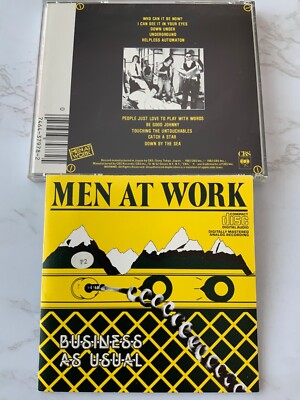 WHO CAN IT BE NOW?
I CAN SEE IT IN YOUR EYES
DOWN UNDER
UNDERGROUND
HELPLESS AUTOMATON
PEOPLE JUST LOVE TO PLAY WITH WORDS
BE GOOD JOHNNY
TOUCHING THE UNTOUCHABLES
CATCH A STAR
DOWN BY THE SEA
MEN AT
WORK
CBS
MEN AT WORK
COMPACT
disc
DIGITAL AUDIO
DIGITALLY MASTERED
ANALOG RECORDING
BUSINESS
AS USUAL